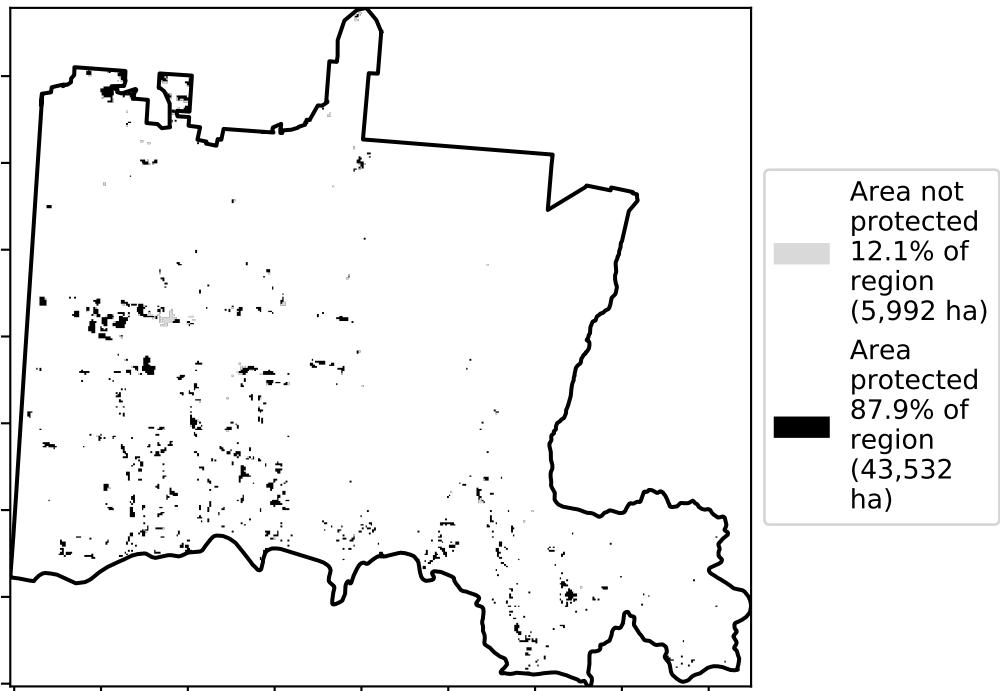 Area not
protected
12.1% of
region
(5,992 ha)
Area
protected
87.9% of
region
(43,532
ha)